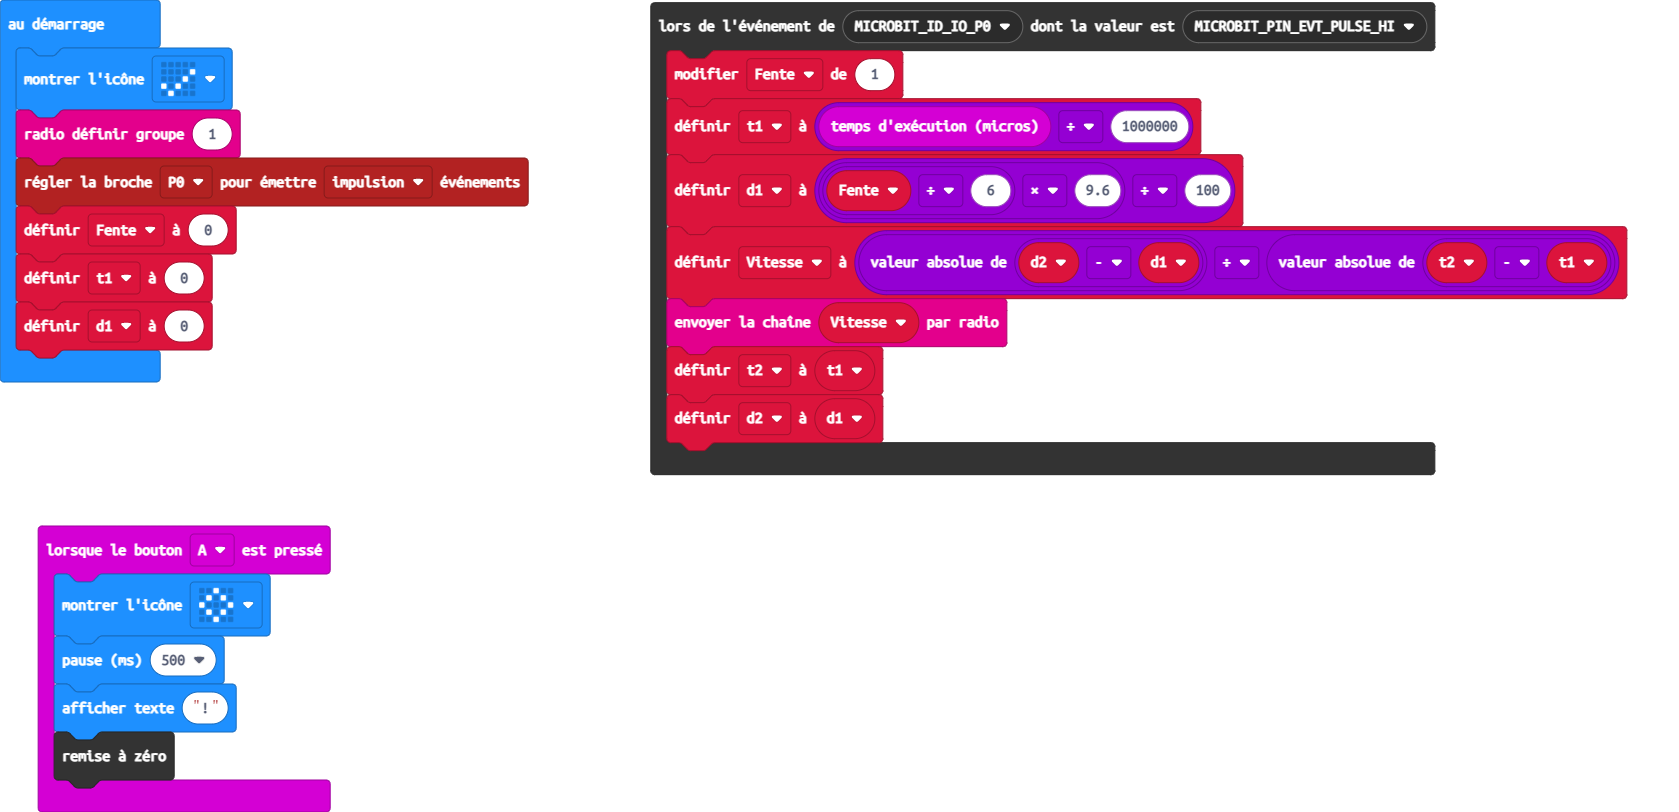 au démarrage
montrer l'icône
radio définir groupe 1
régler la broche P0 pour émettre impulsion événements
définir Fente à 0
définir t1 à 0
définir d1 à 0
lors de l'événement de MICROBIT_ID_IO_P0 dont la valeur est MICROBIT_PIN_EVT_PULSE_HI
modifier Fente de 1
définir t1 à temps d'exécution (micros) ÷ 1000000
définir d1 à Fente ÷ 6 × 9.6 ÷ 100
définir Vitesse à valeur absolue de d2 - d1 ÷ valeur absolue de t2 - t1
envoyer la chaîne Vitesse par radio
définir t2 à t1
définir d2 à d1
lorsque le bouton A est pressé
montrer l'icône
pause (ms) 500
afficher texte "!"
remise à zéro